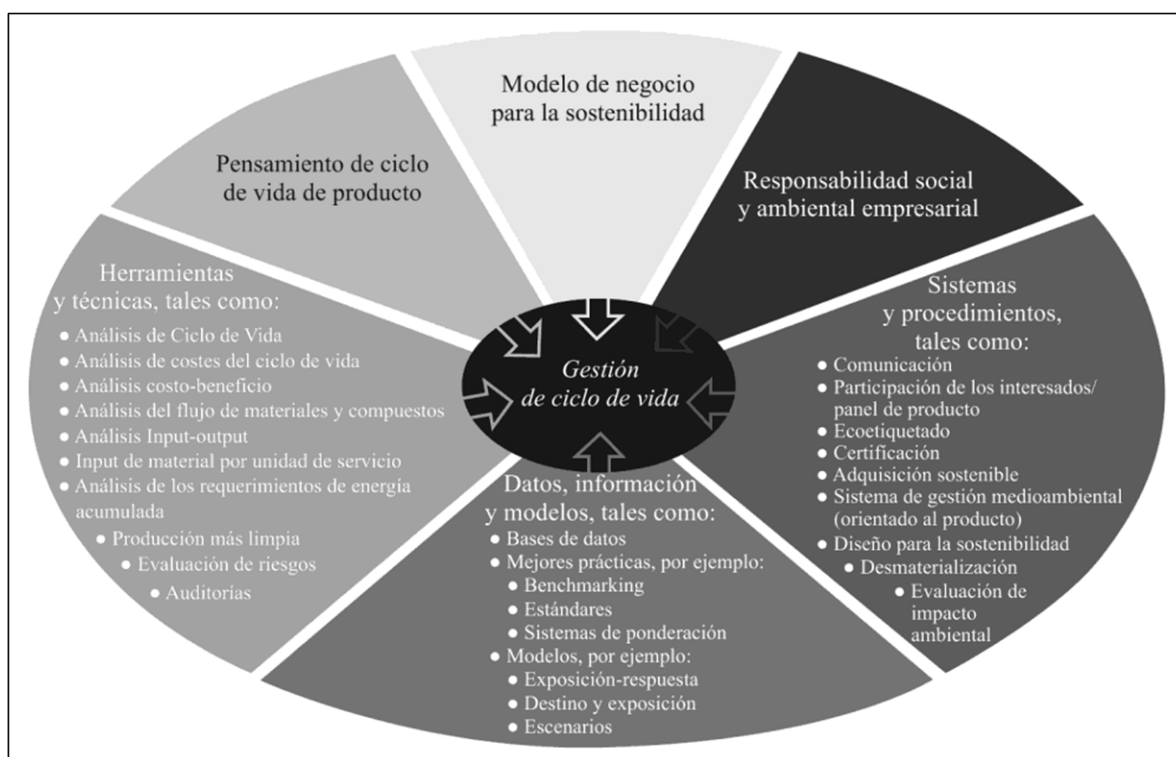 Modelo de negocio
para la sostenibilidad
Pensamiento de ciclo
de vida de producto
Responsabilidad social
y ambiental empresarial
Herramientas
y técnicas, tales como:
● Análisis de Ciclo de Vida
● Análisis de costes del ciclo de vida
● Análisis costo-beneficio
● Análisis del flujo de materiales y compuestos
● Análisis Input-output
● Input de material por unidad de servicio
● Análisis de los requerimientos de energía
acumulada
● Producción más limpia
● Evaluación de riesgos
● Auditorías
Gestión
de ciclo de vida
Sistemas
y procedimientos,
tales como:
● Comunicación
● Participación de los interesados/
panel de producto
● Ecoetiquetado
● Certificación
● Adquisición sostenible
● Sistema de gestión medioambiental
(orientado al producto)
● Diseño para la sostenibilidad
● Desmaterialización
● Evaluación de
impacto
ambiental
Datos, información
y modelos, tales como:
● Bases de datos
● Mejores prácticas, por ejemplo:
● Benchmarking
● Estándares
● Sistemas de ponderación
● Modelos, por ejemplo:
● Exposición-respuesta
● Destino y exposición
● Escenarios